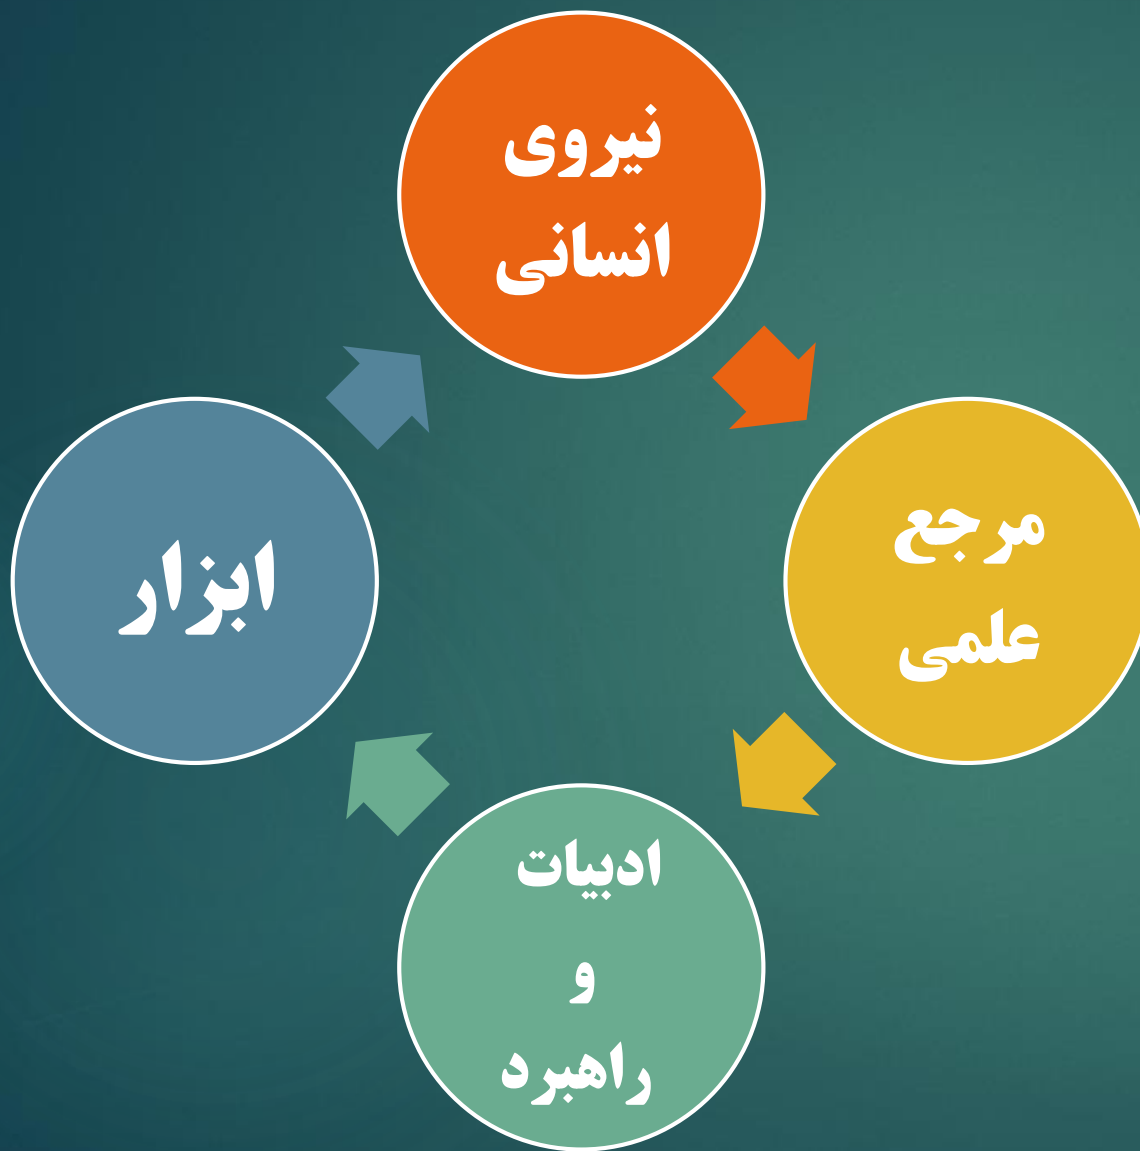 نیروی
انسانی
مرجع
علمی
ادبیات
و
راهبرد
ابزار